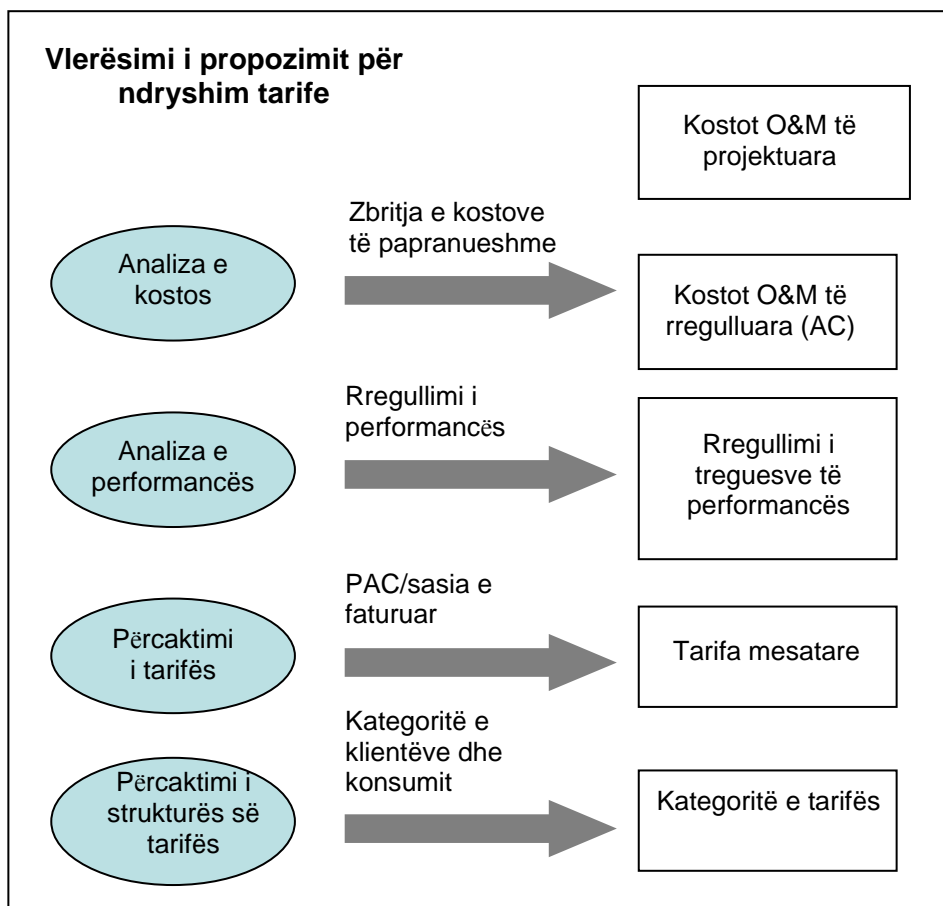 Vlerësimi i propozimit për
ndryshim tarife
Kostot O&M të
projektuara
Analiza e
kostos
Zbritja e kostove
të papranueshme
Kostot O&M të
rregulluara (AC)
Analiza e
performancës
Rregullimi i
performancës
Rregullimi i
treguesve të
performancës
Përcaktimi
i tarifës
PAC/sasia e
faturuar
Tarifa mesatare
Përcaktimi i
strukturës së
tarifës
Kategoritë e
klientëve dhe
konsumit
Kategoritë e tarifës